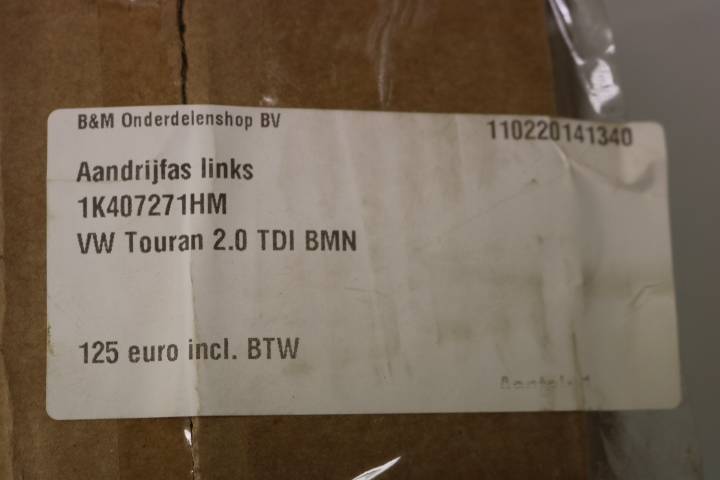 B&M Onderdelenshop BV
110220141340
Aandrijfas links
1K407271HM
VW Touran 2.0 TDI BMN
125 euro incl. BTW